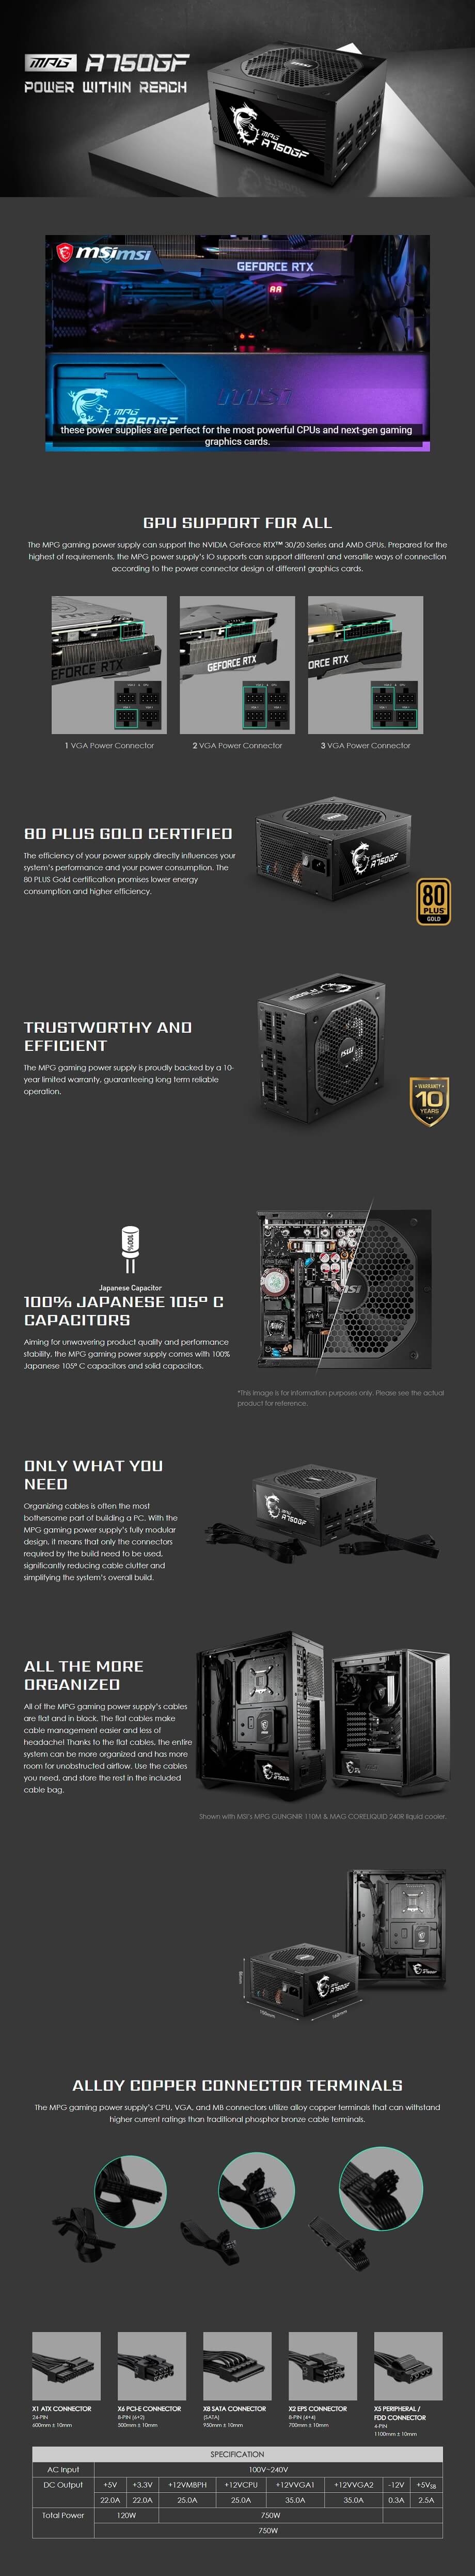 MPG A750GF
POWER WITHIN REACH
msi
MPG
A750GF
msi msi
GEFORCE RTX
MPG
these power supplies are perfect for the most powerful CPUs and next-gen gaming
graphics cards.
GPU SUPPORT FOR ALL
The MPG gaming power supply can support the NVIDIA GeForce RTX™ 30/20 Series and AMD GPUs. Prepared for the
highest of requirements, the MPG power supply's IO supports can support different and versatile ways of connection
according to the power connector design of different graphics cards.
EFORCE RTX
GEFORCE RTX
ORCE RTX
1 VGA Power Connector
2 VGA Power Connector
3 VGA Power Connector
80 PLUS GOLD CERTIFIED
The efficiency of your power supply directly influences your
system's performance and your power consumption. The
80 PLUS Gold certification promises lower energy
consumption and higher efficiency.
MPG
A750GF
80
PLUS
GOLD
TRUSTWORTHY AND
EFFICIENT
The MPG gaming power supply is proudly backed by a 10-
year limited warranty, guaranteeing long term reliable
operation.
msi
WARRANTY
10
YEARS
100%
Japanese Capacitor
100% JAPANESE 105° C
CAPACITORS
Aiming for unwavering product quality and performance
stability, the MPG gaming power supply comes with 100%
Japanese 105° C capacitors and solid capacitors.
*This image is for information purposes only. Please see the actual
product for reference.
ONLY WHAT YOU
NEED
Organizing cables is often the most
bothersome part of building a PC. With the
MPG gaming power supply's fully modular
design, it means that only the connectors
required by the build need to be used,
significantly reducing cable clutter and
simplifying the system's overall build.
MPG
A750GF
ALL THE MORE
ORGANIZED
All of the MPG gaming power supply's cables
are flat and in black. The flat cables make
cable management easier and less of
headache! Thanks to the flat cables, the entire
system can be more organized and has more
room for unobstructed airflow. Use the cables
you need, and store the rest in the included
cable bag.
Shown with MSI's MPG GUNGNIR 110M & MAG CORELIQUID 240R liquid cooler.
MPG
A750GF
150mm
160mm
ALLOY COPPER CONNECTOR TERMINALS
The MPG gaming power supply's CPU, VGA, and MB connectors utilize alloy copper terminals that can withstand
higher current ratings than traditional phosphor bronze cable terminals.
X1 ATX CONNECTOR
24-PIN
600mm ± 10mm
X6 PCI-E CONNECTOR
8-PIN (6+2)
500mm ± 10mm
X8 SATA CONNECTOR
(SATA)
950mm ± 10mm
X2 EPS CONNECTOR
8-PIN (4+4)
700mm ± 10mm
X5 PERIPHERAL /
FDD CONNECTOR
4-PIN
1100mm ± 10mm
SPECIFICATION
AC Input 100V~240V
DC Output +5V +3.3V +12VMBPH +12VCPU +12VVGA1 +12VVGA2 -12V +5VSB
22.0A 22.0A 25.0A 25.0A 35.0A 35.0A 0.3A 2.5A
Total Power 120W 750W
750W